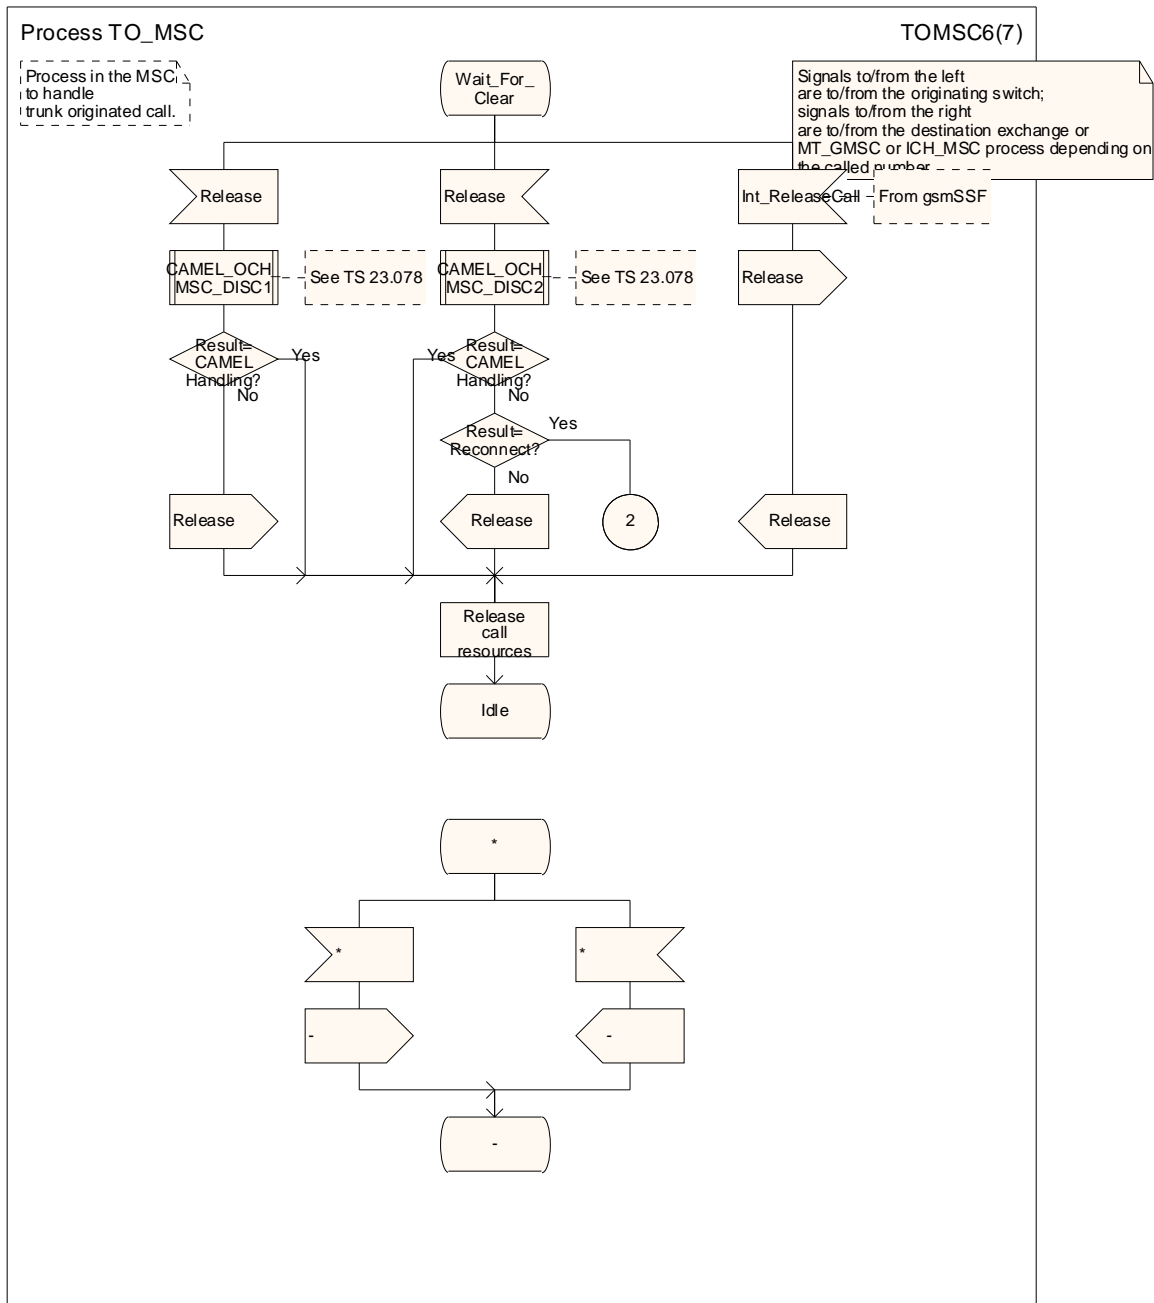 Process TO_MSC
TOMSC6(7)
Process in the MSC
to handle
trunk originated call.
Wait_For_
Clear
Signals to/from the left
are to/from the originating switch;
signals to/from the right
are to/from the destination exchange or
MT_GMSC or ICH_MSC process depending on
the called number
Release
Release
Int_ReleaseCall
From gsmSSF
CAMEL_OCH_
MSC_DISC1
See TS 23.078
CAMEL_OCH_
MSC_DISC2
See TS 23.078
Release
Result=
CAMEL
Handling?
Yes
No
Yes
Result=
CAMEL
Handling?
No
Result=
Reconnect?
Yes
No
Release
Release
2
Release
Release
call
resources
Idle
*
*
*
-
-
-